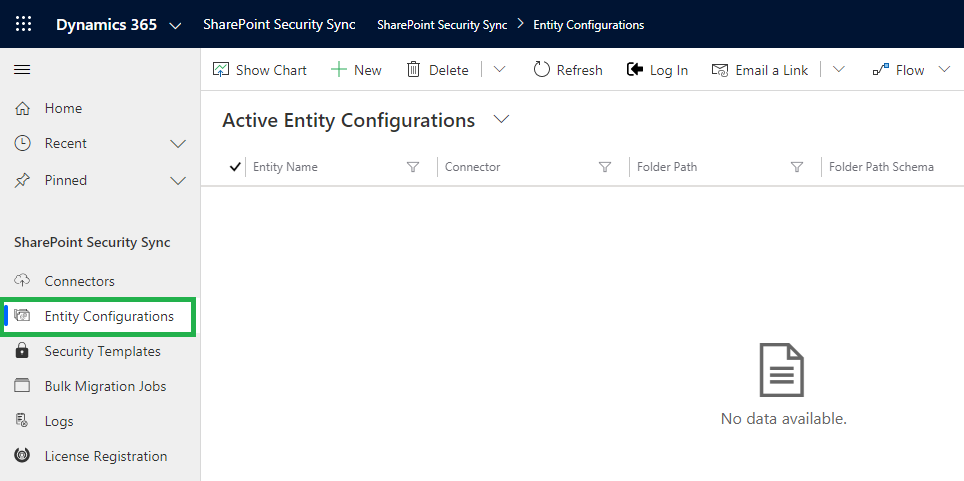 Dynamics 365 SharePoint Security Sync SharePoint Security Sync Entity Configurations
Show Chart New Delete Refresh Log In Email a Link Flow
Home
Recent
Pinned
SharePoint Security Sync
Connectors
Entity Configurations
Security Templates
Bulk Migration Jobs
Logs
License Registration
Active Entity Configurations
Entity Name Connector Folder Path Folder Path Schema
No data available.